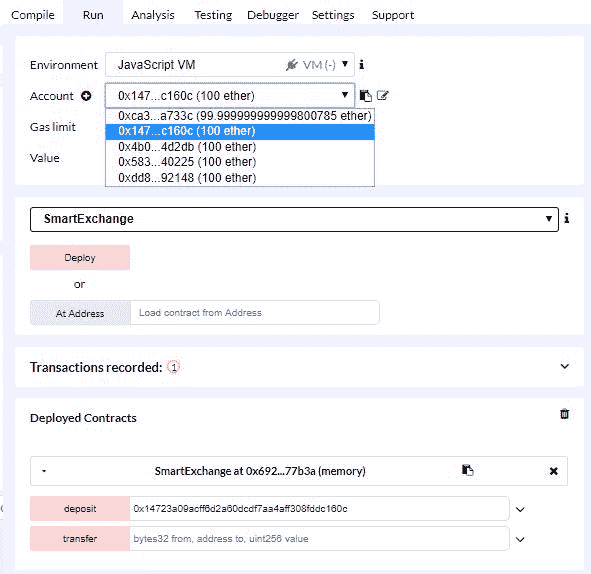 Compile Run Analysis Testing Debugger Settings Support
Environment JavaScript VM VM (-)
Account 0x147...c160c (100 ether)
0xca3...a733c (99.999999999999800785 ether)
Gas limit 0x147...c160c (100 ether)
0x4b0...4d2db (100 ether)
Value 0x583...40225 (100 ether)
0xdd8...92148 (100 ether)
SmartExchange
Deploy
or
At Address Load contract from Address
Transactions recorded: 1
Deployed Contracts
SmartExchange at 0x692...77b3a (memory)
deposit 0x14723a09acff6d2a60dcdf7aa4aff308fddc160c
transfer bytes32 from, address to, uint256 value